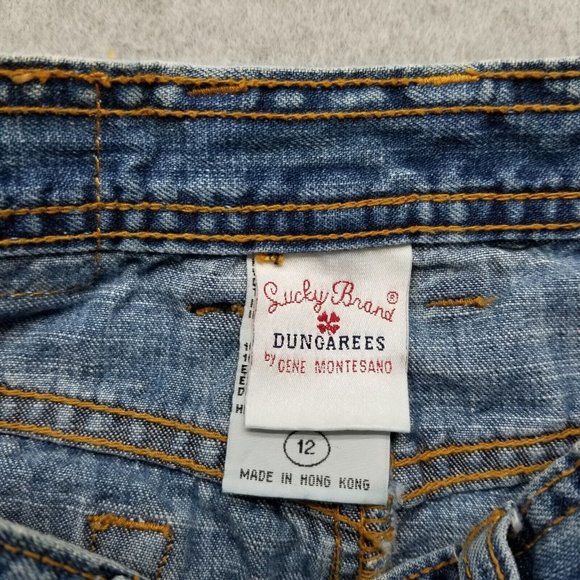 Lucky Brand®
DUNGAREES
by GENE MONTESANO
12
MADE IN HONG KONG